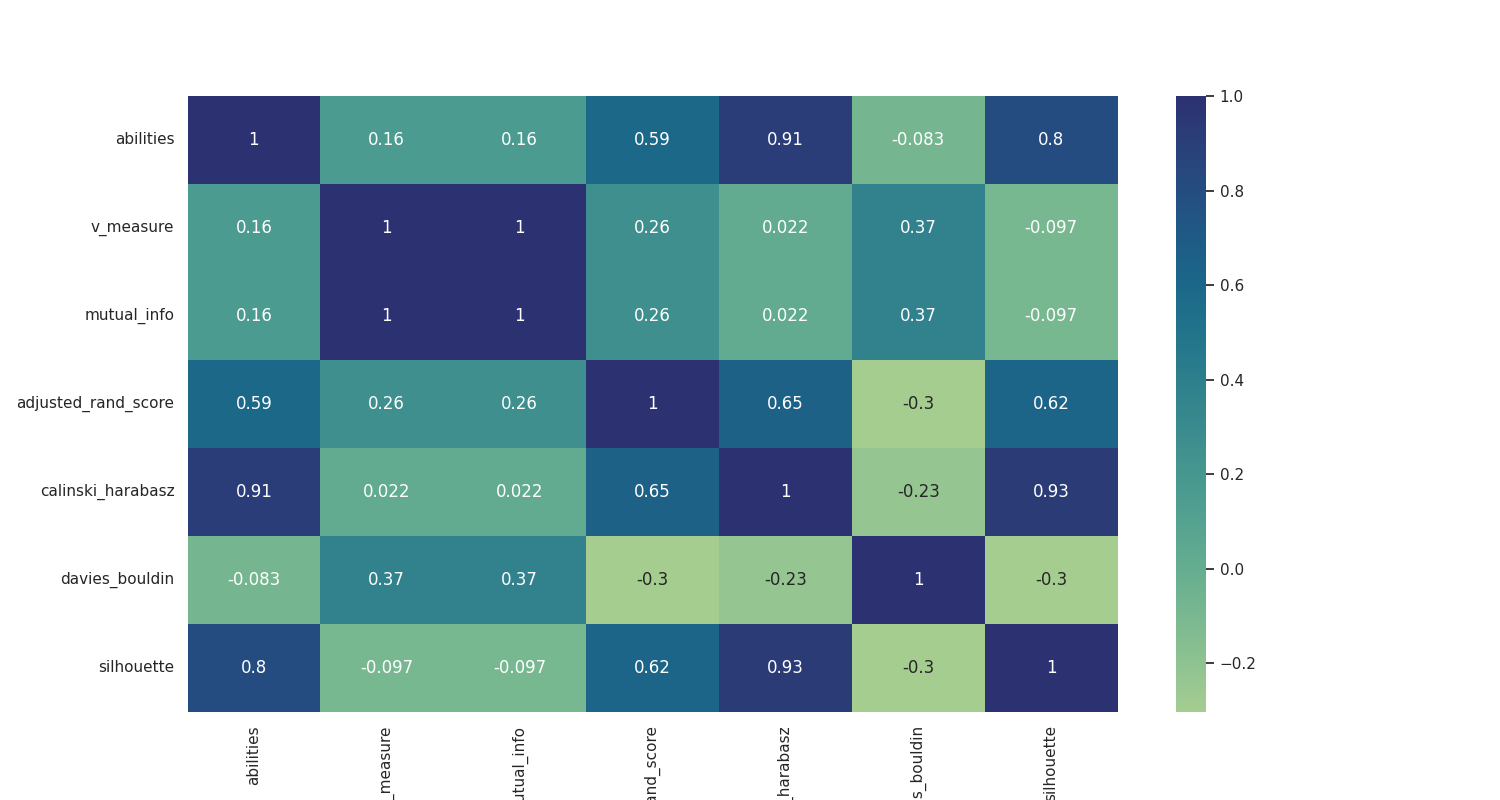 abilities 1 0.16 0.16 0.59 0.91 -0.083 0.8
v_measure 0.16 1 1 0.26 0.022 0.37 -0.097
mutual_info 0.16 1 1 0.26 0.022 0.37 -0.097
adjusted_rand_score 0.59 0.26 0.26 1 0.65 -0.3 0.62
calinski_harabasz 0.91 0.022 0.022 0.65 1 -0.23 0.93
davies_bouldin -0.083 0.37 0.37 -0.3 -0.23 1 -0.3
silhouette 0.8 -0.097 -0.097 0.62 0.93 -0.3 1
abilities
_measure
utual_info
and_score
_harabasz
s_bouldin
silhouette
1.0
0.8
0.6
0.4
0.2
0.0
−0.2